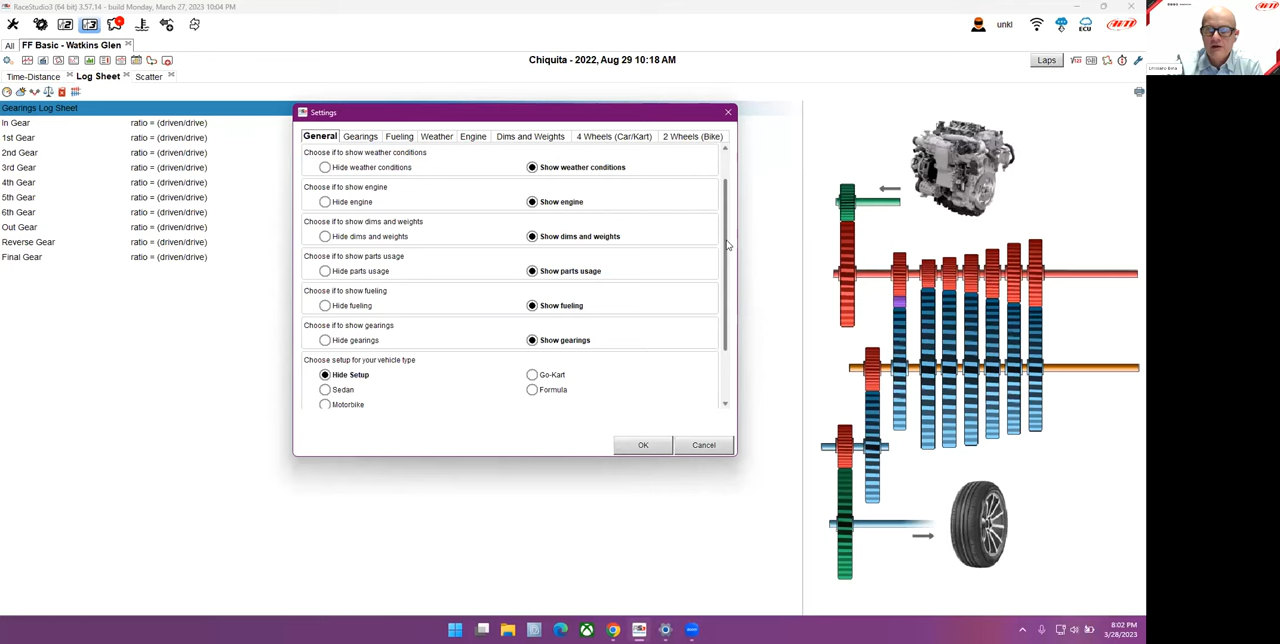 RaceStudio3 (64 bit) 3.57.14 - build Monday, March 27, 2023 10:04 PM
2
3
unki
ECU
AiM
All
FF Basic - Watkins Glen
Chiquita - 2022, Aug 29 10:18 AM
Laps
Time-Distance
Log Sheet
Scatter
Gearings Log Sheet
In Gear ratio = (driven/drive)
1st Gear ratio = (driven/drive)
2nd Gear ratio = (driven/drive)
3rd Gear ratio = (driven/drive)
4th Gear ratio = (driven/drive)
5th Gear ratio = (driven/drive)
6th Gear ratio = (driven/drive)
Out Gear ratio = (driven/drive)
Reverse Gear ratio = (driven/drive)
Final Gear ratio = (driven/drive)
Settings
General Gearings Fueling Weather Engine Dims and Weights 4 Wheels (Car/Kart) 2 Wheels (Bike)
Choose if to show weather conditions
Hide weather conditions Show weather conditions
Choose if to show engine
Hide engine Show engine
Choose if to show dims and weights
Hide dims and weights Show dims and weights
Choose if to show parts usage
Hide parts usage Show parts usage
Choose if to show fueling
Hide fueling Show fueling
Choose if to show gearings
Hide gearings Show gearings
Choose setup for your vehicle type
Hide Setup Go-Kart
Sedan Formula
Motorbike
OK Cancel
8:02 PM
3/28/2023